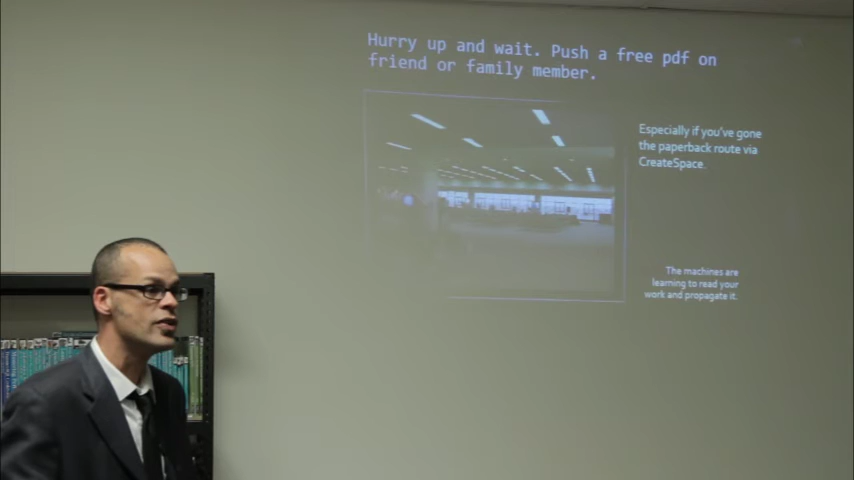 Hurry up and wait. Push a free pdf on
friend or family member.
Especially if you've gone
the paperback route via
CreateSpace.
The machines are
learning to read your
work and propagate it.